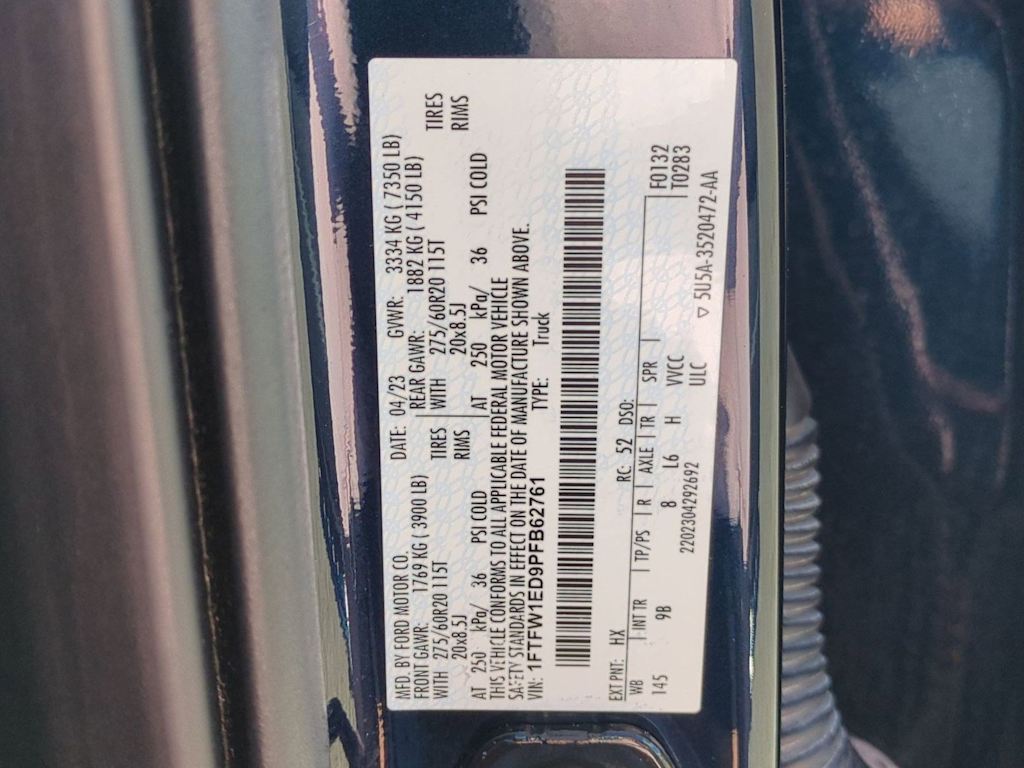 MFD. BY FORD MOTOR CO. DATE: 04/23 GVWR: 3334 KG ( 7350 LB)
FRONT GAWR: 1769 KG ( 3900 LB) REAR GAWR: 1882 KG ( 4150 LB)
WITH 275/60R20 115T TIRES WITH 275/60R20 115T TIRES
20x8.5J RIMS 20x8.5J RIMS
AT 250 kPa/ 36 PSI COLD AT 250 kPa/ 36 PSI COLD
THIS VEHICLE CONFORMS TO ALL APPLICABLE FEDERAL MOTOR VEHICLE
SAFETY STANDARDS IN EFFECT ON THE DATE OF MANUFACTURE SHOWN ABOVE.
VIN: 1FTFW1ED9PFB62761 TYPE: Truck
EXT PNT: HX RC: 52 DSO: F0132
WB INT TR TP/PS R AXLE TR SPR T0283
145 9B 8 L6 H VVCC
2202304292692 ULC ▽ 5U5A-3520472-AA